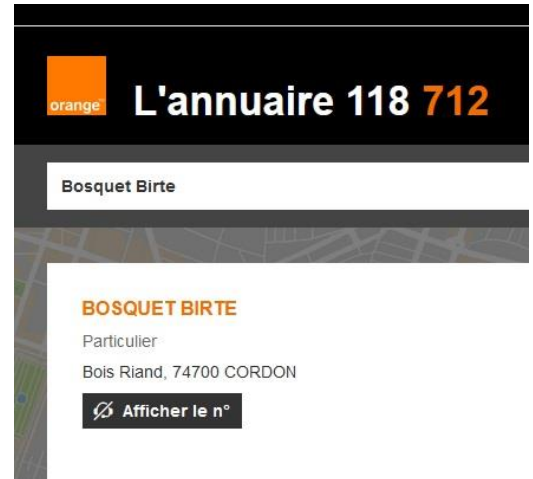 orange
L'annuaire 118 712
Bosquet Birte
BOSQUET BIRTE
Particulier
Bois Riand, 74700 CORDON
Afficher le n°